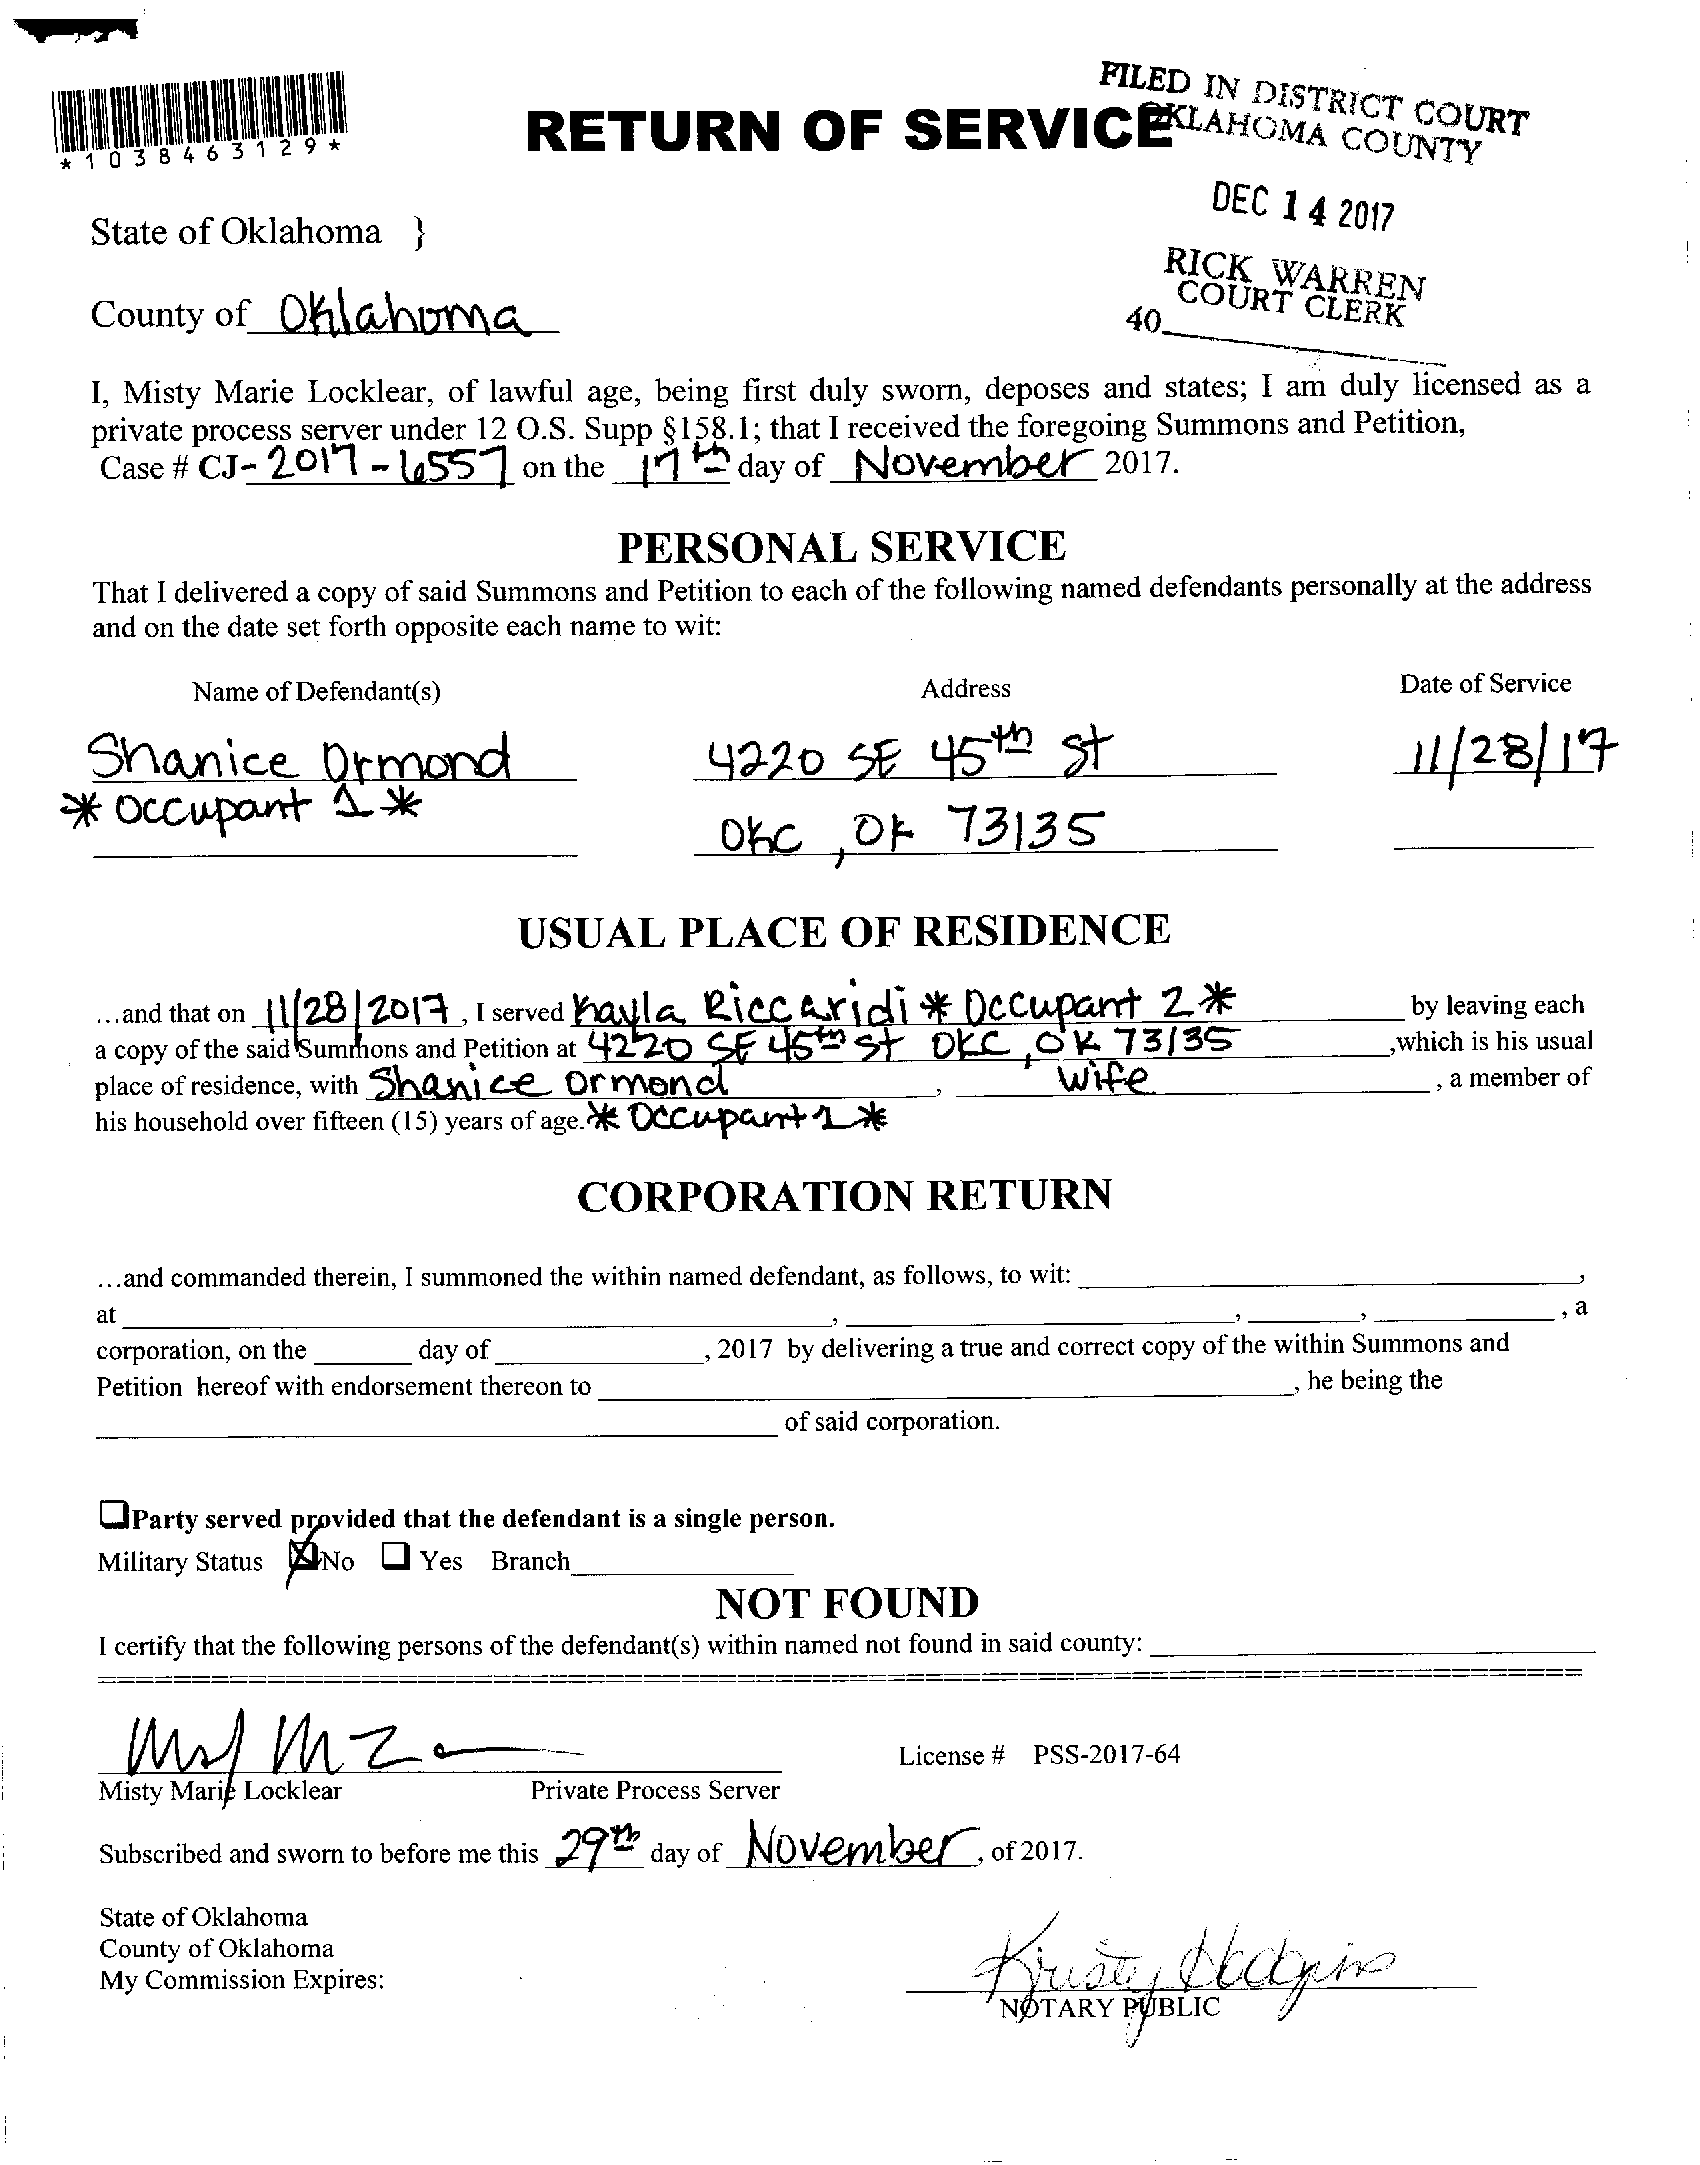 FILED IN DISTRICT COURT
OKLAHOMA COUNTY
*1038463129*
RETURN OF SERVICE
DEC 14 2017
State of Oklahoma }
RICK WARREN
COURT CLERK
County of Oklahoma
40
I, Misty Marie Locklear, of lawful age, being first duly sworn, deposes and states; I am duly licensed as a
private process server under 12 O.S. Supp §158.1; that I received the foregoing Summons and Petition,
Case # CJ- 2017 - 6557 on the 17th day of November 2017.
PERSONAL SERVICE
That I delivered a copy of said Summons and Petition to each of the following named defendants personally at the address
and on the date set forth opposite each name to wit:
Name of Defendant(s) Address Date of Service
Shanice Ormond 4220 SE 45th St 11/28/17
* Occupant 1 *
OKC, OK 73135
USUAL PLACE OF RESIDENCE
...and that on 11/28/2017, I served Kayla Riccaridi * Occupant 2 * by leaving each
a copy of the said Summons and Petition at 4220 SE 45th St OKC, OK 73135 ,which is his usual
place of residence, with Shanice Ormond, Wife, a member of
his household over fifteen (15) years of age. * Occupant 1 *
CORPORATION RETURN
...and commanded therein, I summoned the within named defendant, as follows, to wit: ,
at , , , , a
corporation, on the day of , 2017 by delivering a true and correct copy of the within Summons and
Petition hereof with endorsement thereon to , he being the
of said corporation.
Party served provided that the defendant is a single person.
Military Status No Yes Branch
NOT FOUND
I certify that the following persons of the defendant(s) within named not found in said county:
License # PSS-2017-64
Misty Marie Locklear Private Process Server
Subscribed and sworn to before me this 29th day of November, of 2017.
State of Oklahoma
County of Oklahoma
My Commission Expires:
Kristy Hodgins
NOTARY PUBLIC